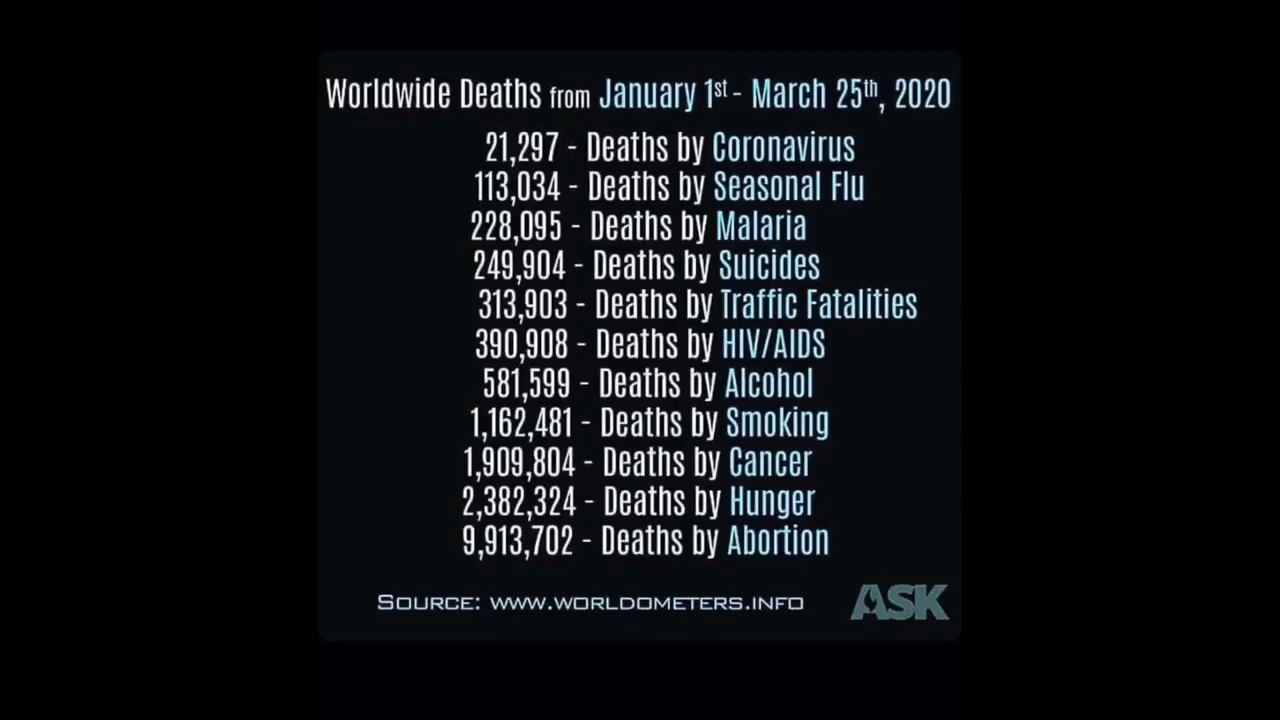 Worldwide Deaths from January 1st - March 25th, 2020
21,297 - Deaths by Coronavirus
113,034 - Deaths by Seasonal Flu
228,095 - Deaths by Malaria
249,904 - Deaths by Suicides
313,903 - Deaths by Traffic Fatalities
390,908 - Deaths by HIV/AIDS
581,599 - Deaths by Alcohol
1,162,481 - Deaths by Smoking
1,909,804 - Deaths by Cancer
2,382,324 - Deaths by Hunger
9,913,702 - Deaths by Abortion
Source: www.worldometers.info
ASK